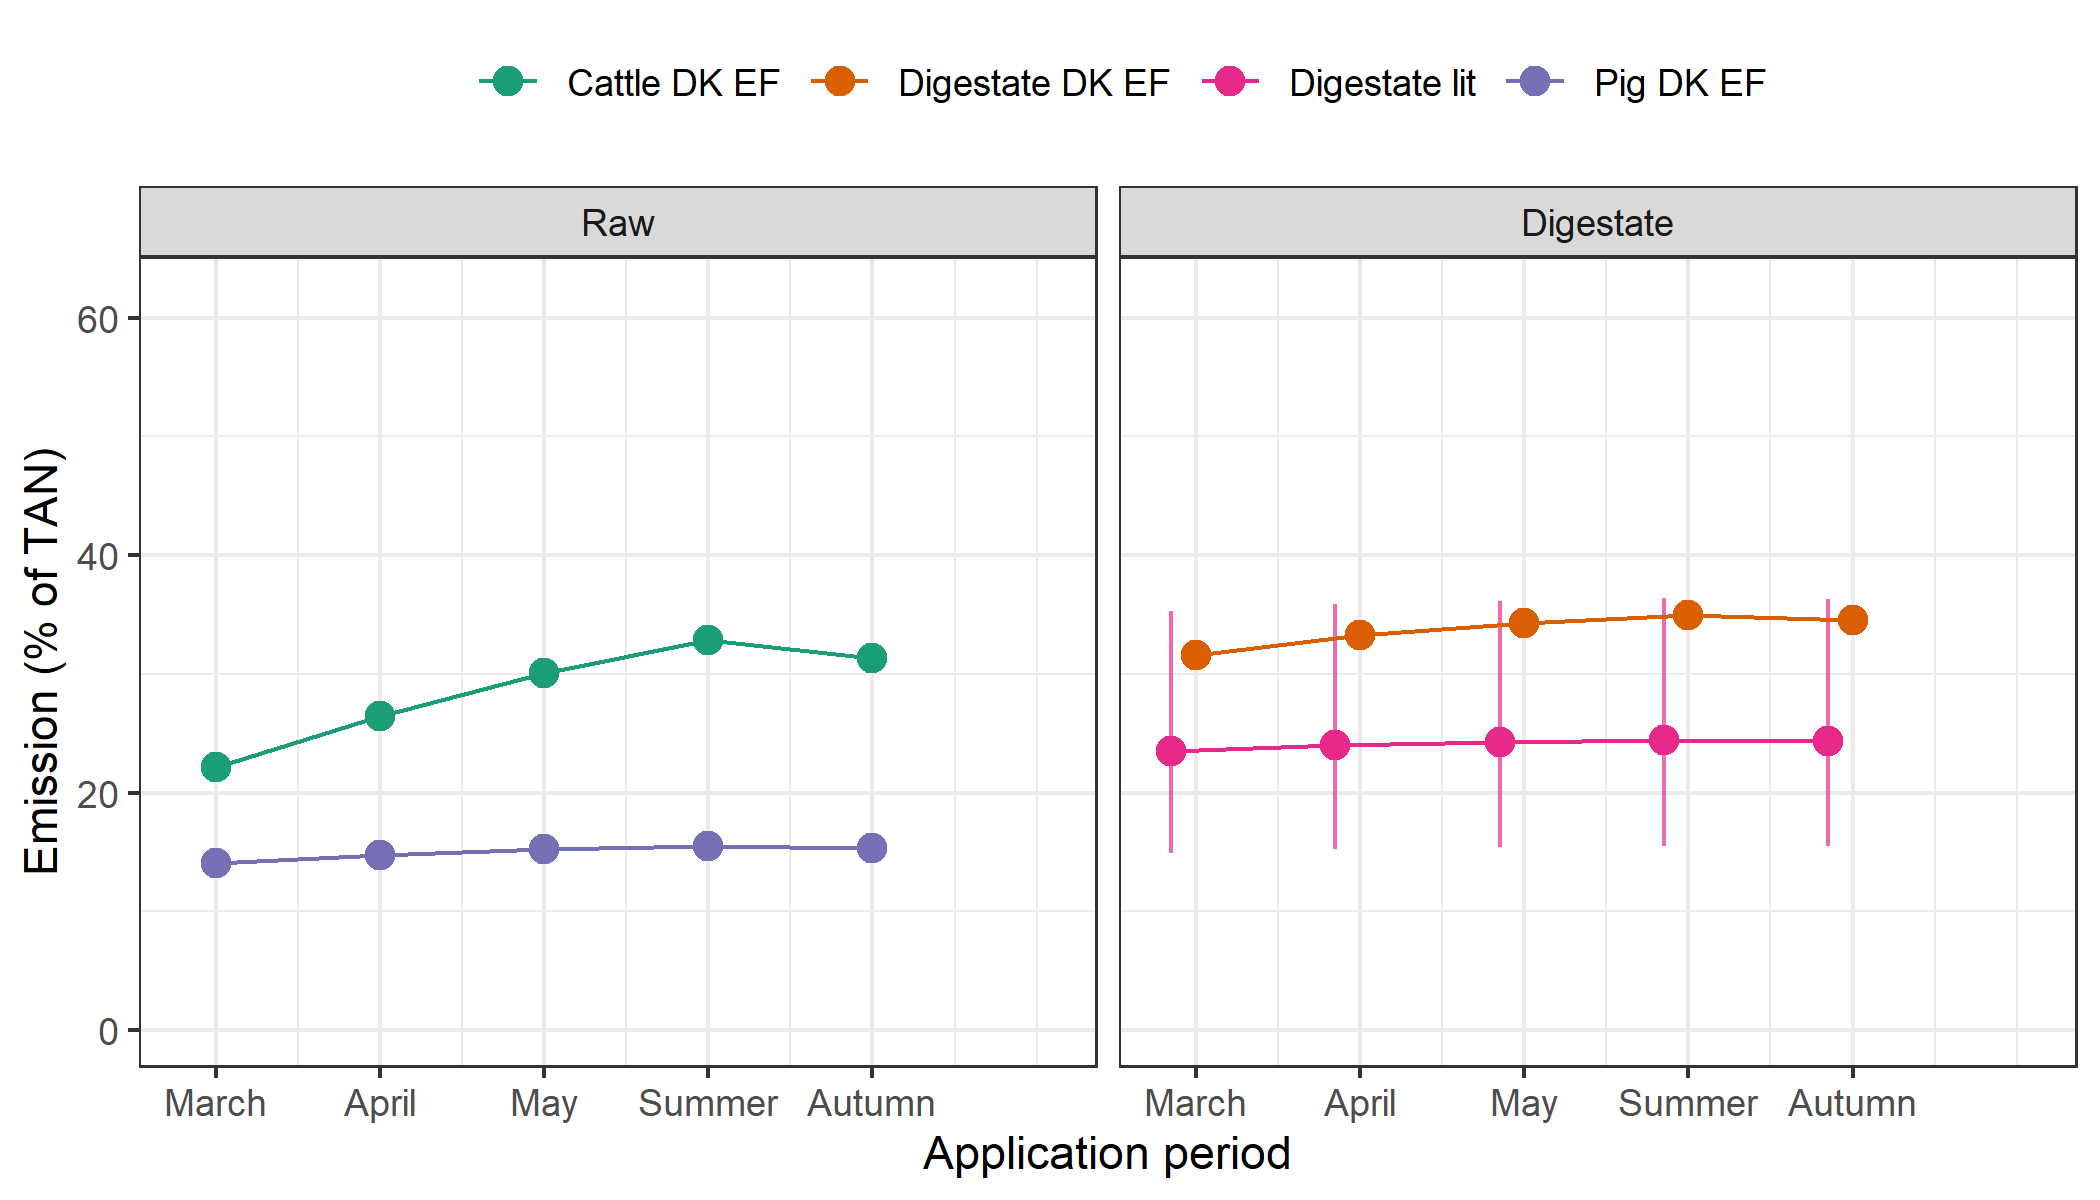 Cattle DK EF Digestate DK EF Digestate lit Pig DK EF
Raw Digestate
Emission (% of TAN)
60
40
20
0
March April May Summer Autumn March April May Summer Autumn
Application period